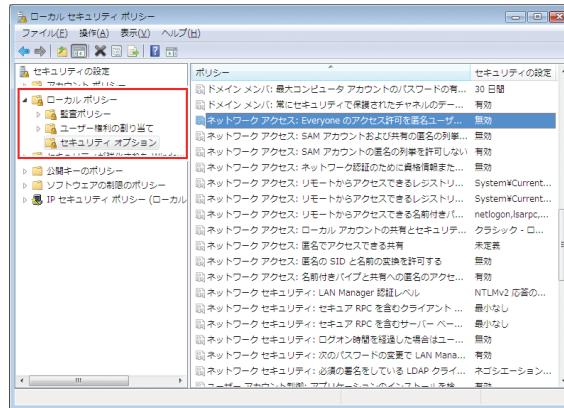 ローカル セキュリティ ポリシー
ファイル(F) 操作(A) 表示(V) ヘルプ(H)
セキュリティの設定
アカウント ポリシー
ローカル ポリシー
監査ポリシー
ユーザー権利の割り当て
セキュリティ オプション
公開キーのポリシー
ソフトウェアの制限のポリシー
IP セキュリティ ポリシー (ローカル
ポリシー セキュリティの設定
ドメイン メンバ: 最大コンピュータ アカウントのパスワードの有... 30 日間
ドメイン メンバ: 常にセキュリティで保護されたチャネルのデー... 有効
ネットワーク アクセス: Everyone のアクセス許可を匿名ユーザ... 無効
ネットワーク アクセス: SAM アカウントおよび共有の匿名の列挙... 無効
ネットワーク アクセス: SAM アカウントの匿名の列挙を許可しない 有効
ネットワーク アクセス: ネットワーク認証のために資格情報また... 無効
ネットワーク アクセス: リモートからアクセスできるレジストリ... System¥Current...
ネットワーク アクセス: リモートからアクセスできるレジストリ... System¥Current...
ネットワーク アクセス: リモートからアクセスできる名前付きパ... netlogon,lsarpc,...
ネットワーク アクセス: ローカル アカウントの共有とセキュリテ... クラシック - ロ...
ネットワーク アクセス: 匿名でアクセスできる共有 未定義
ネットワーク アクセス: 匿名の SID と名前の変換を許可する 無効
ネットワーク アクセス: 名前付きパイプと共有への匿名のアクセ... 有効
ネットワーク セキュリティ: LAN Manager 認証レベル NTLMv2 応答の...
ネットワーク セキュリティ: セキュア RPC を含むクライアント ... 最小なし
ネットワーク セキュリティ: セキュア RPC を含むサーバー ベー... 最小なし
ネットワーク セキュリティ: ログオン時間を経過した場合はユー... 無効
ネットワーク セキュリティ: 次のパスワードの変更で LAN Mana... 有効
ネットワーク セキュリティ: 必須の署名をしている LDAP クライ... ネゴシエーション...
ユーザー アカウント制御: アプリケーションのインストールを検... 有効